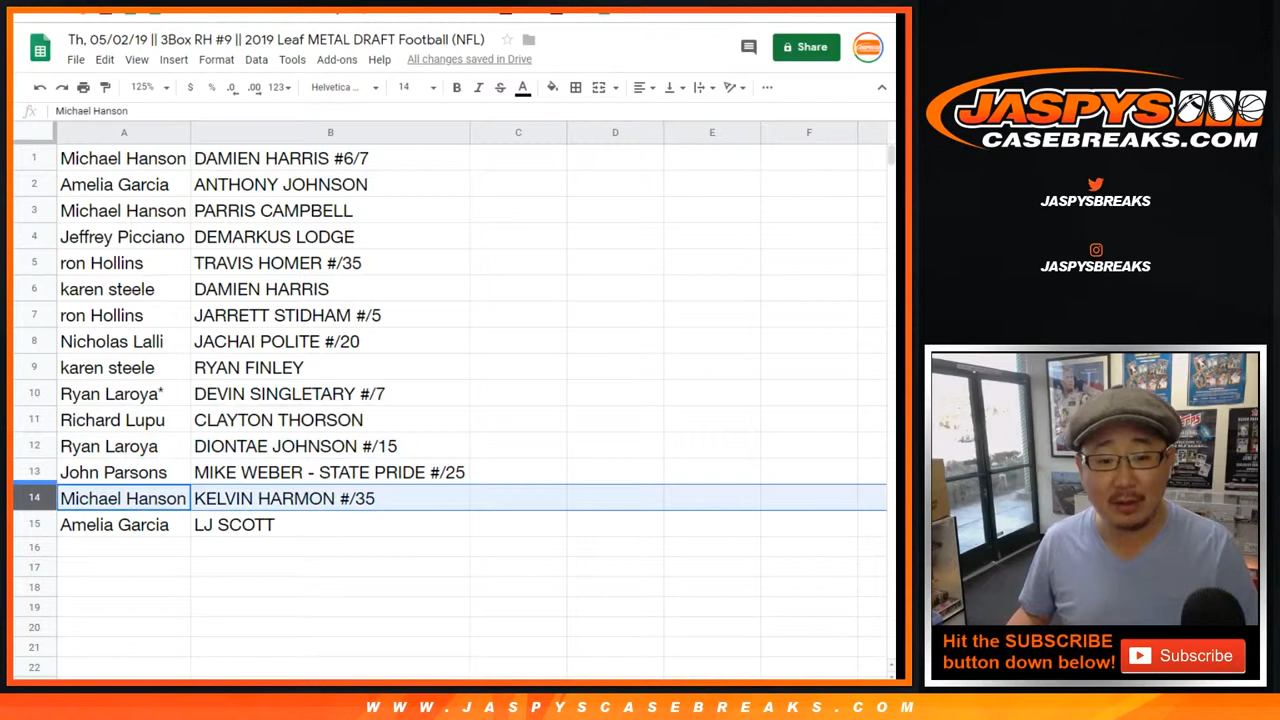 Th, 05/02/19 || 3Box RH #9 || 2019 Leaf METAL DRAFT Football (NFL)
Share
File Edit View Insert Format Data Tools Add-ons Help All changes saved in Drive
125% $ % .0 .00 123 Helvetica ... 14 B I S A
fx Michael Hanson
A B C D E F
1 Michael Hanson DAMIEN HARRIS #6/7
2 Amelia Garcia ANTHONY JOHNSON
3 Michael Hanson PARRIS CAMPBELL
4 Jeffrey Picciano DEMARKUS LODGE
5 ron Hollins TRAVIS HOMER #/35
6 karen steele DAMIEN HARRIS
7 ron Hollins JARRETT STIDHAM #/5
8 Nicholas Lalli JACHAI POLITE #/20
9 karen steele RYAN FINLEY
10 Ryan Laroya* DEVIN SINGLETARY #/7
11 Richard Lupu CLAYTON THORSON
12 Ryan Laroya DIONTAE JOHNSON #/15
13 John Parsons MIKE WEBER - STATE PRIDE #/25
14 Michael Hanson KELVIN HARMON #/35
15 Amelia Garcia LJ SCOTT
16
17
18
19
20
21
22
JASPYS
CASEBREAKS.COM
JASPYSBREAKS
JASPYSBREAKS
Topps
Hit the SUBSCRIBE
button down below!
Subscribe
WWW.JASPYSCASEBREAKS.COM